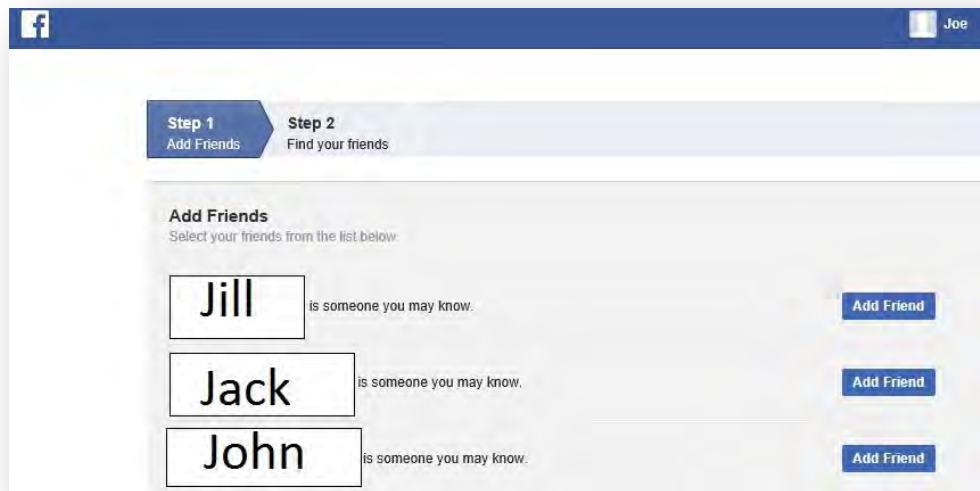 f
Joe
Step 1
Add Friends
Step 2
Find your friends
Add Friends
Select your friends from the list below.
Jill is someone you may know.
Add Friend
Jack is someone you may know.
Add Friend
John is someone you may know.
Add Friend